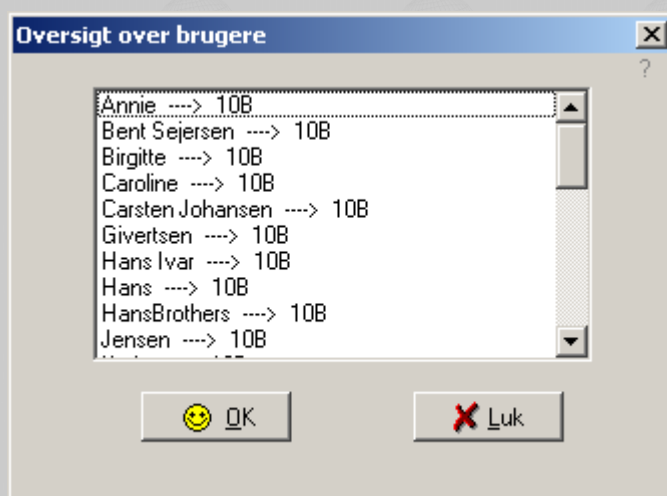 Oversigt over brugere
?
Annie ----> 10B
Bent Sejersen ----> 10B
Birgitte ----> 10B
Caroline ----> 10B
Carsten Johansen ----> 10B
Givertsen ----> 10B
Hans Ivar ----> 10B
Hans ----> 10B
HansBrothers ----> 10B
Jensen ----> 10B
OK
Luk